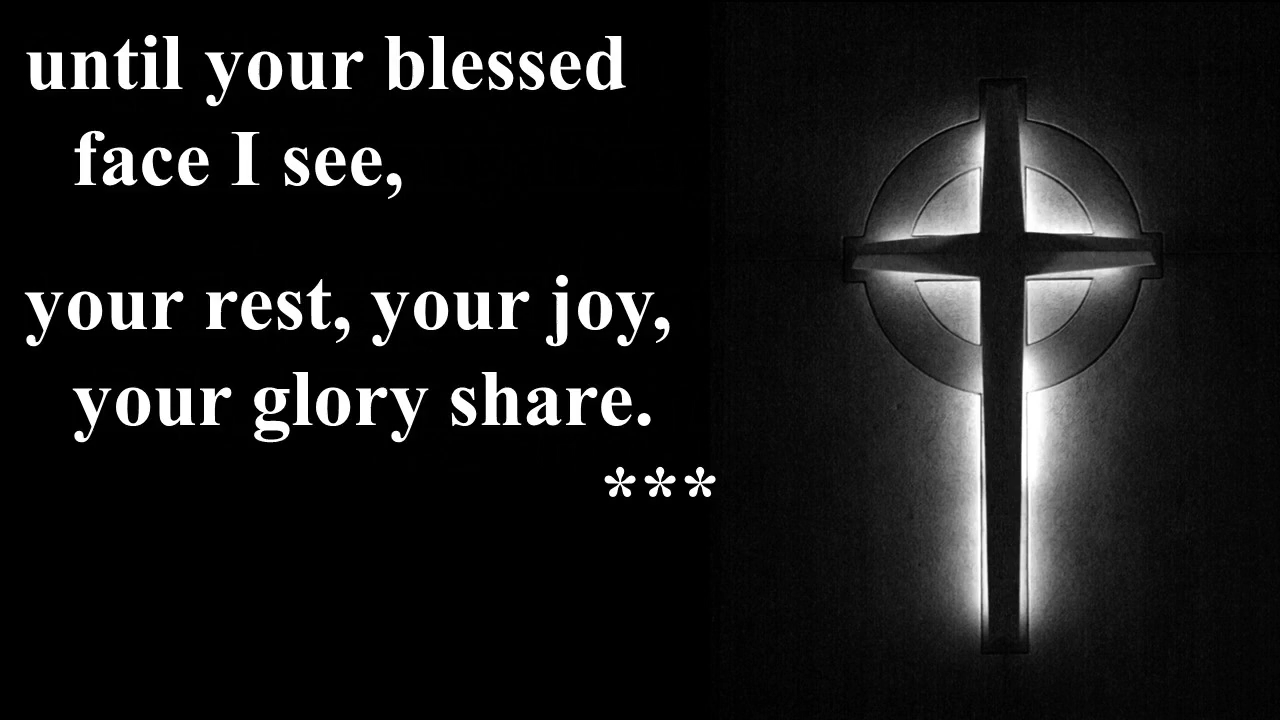 until your blessed
face I see,
your rest, your joy,
your glory share.
***